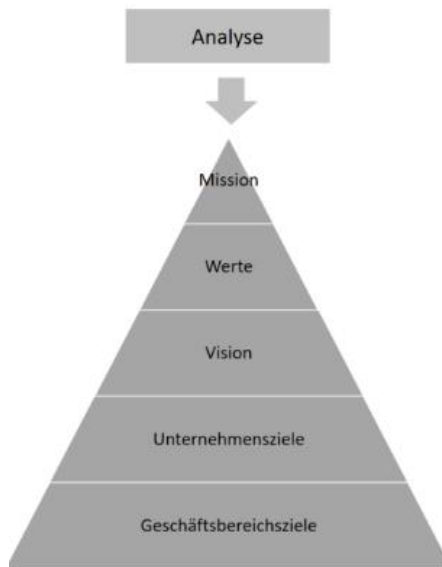 Analyse
Mission
Werte
Vision
Unternehmensziele
Geschäftsbereichsziele